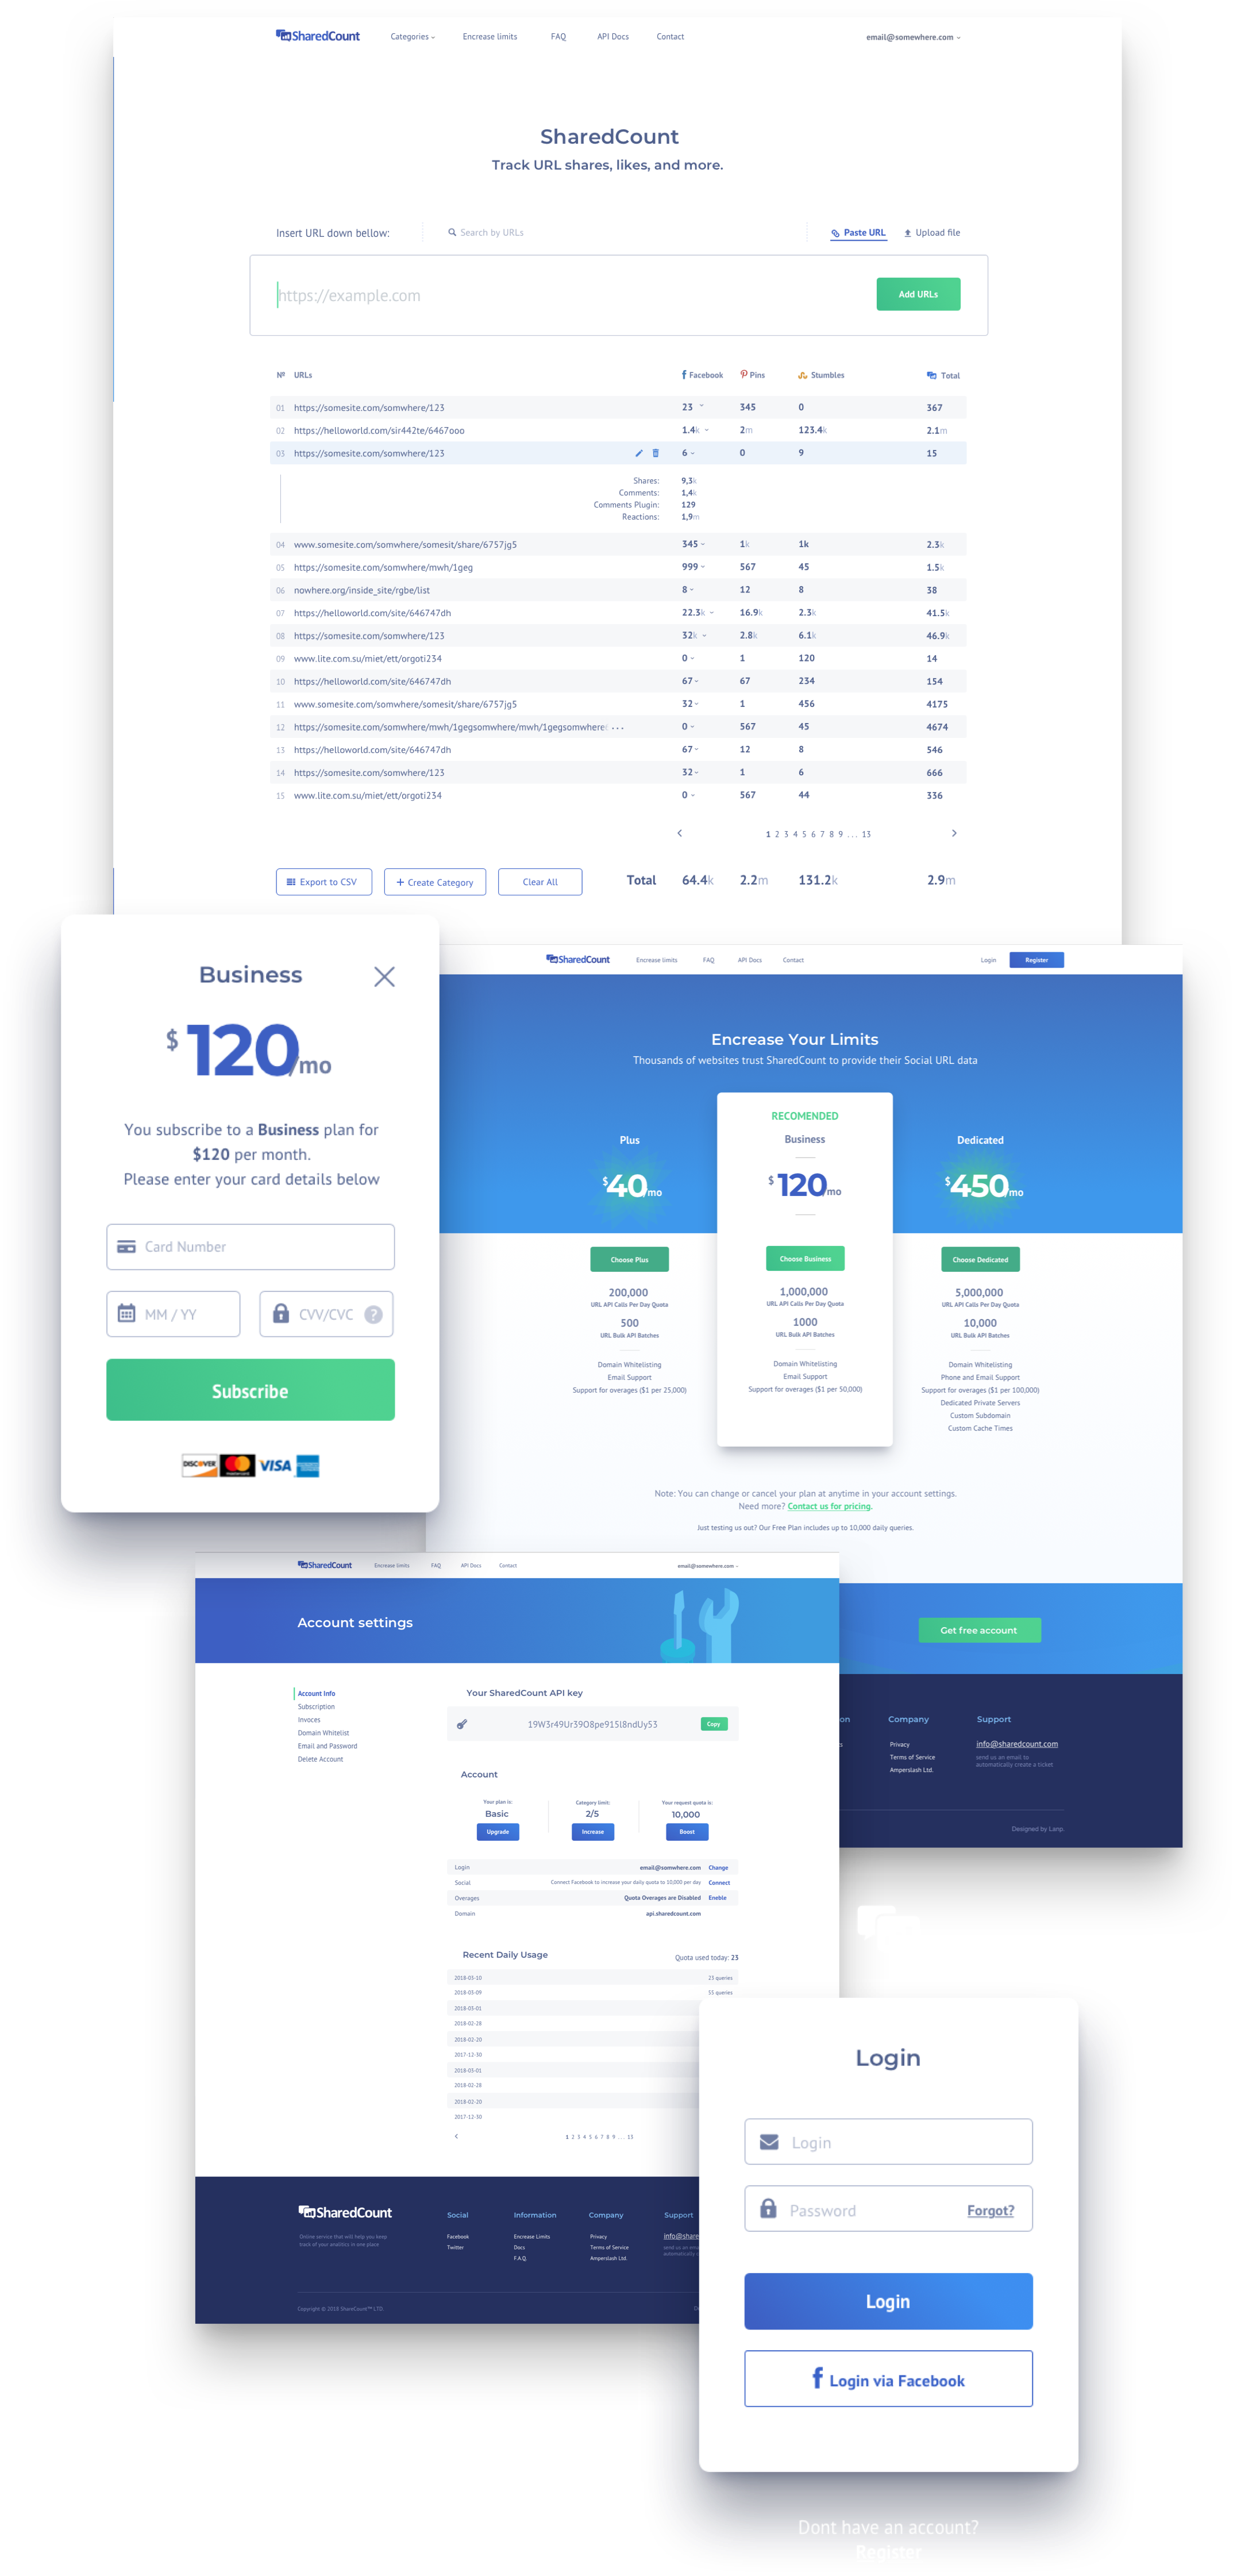 SharedCount
Categories
Encrease limits
FAQ
API Docs
Contact
email@somewhere.com
SharedCount
Track URL shares, likes, and more.
Insert URL down bellow:
Search by URLs
Paste URL
Upload file
https://example.com
Add URLs
№ URLs Facebook Pins Stumbles Total
01 https://somesite.com/somwhere/123 23 345 0 367
02 https://helloworld.com/sir442te/6467ooo 1.4k 2m 123.4k 2.1m
03 https://somesite.com/somwhere/123 6 0 9 15
Shares: 9,3k
Comments: 1,4k
Comments Plugin: 129
Reactions: 1,9m
04 www.somesite.com/somwhere/somesit/share/6757jg5 345 1k 1k 2.3k
05 https://somesite.com/somwhere/mwh/1geg 999 567 45 1.5k
06 nowhere.org/inside_site/rgbe/list 8 12 8 38
07 https://helloworld.com/site/646747dh 22.3k 16.9k 2.3k 41.5k
08 https://somesite.com/somwhere/123 32k 2.8k 6.1k 46.9k
09 www.lite.com.su/miet/ett/orgoti234 0 1 120 14
10 https://helloworld.com/site/646747dh 67 67 234 154
11 www.somesite.com/somwhere/somesit/share/6757jg5 32 1 456 4175
12 https://somesite.com/somwhere/mwh/1gegsomwhere/mwh/1gegsomwhere ... 0 567 45 4674
13 https://helloworld.com/site/646747dh 67 12 8 546
14 https://somesite.com/somwhere/123 32 1 6 666
15 www.lite.com.su/miet/ett/orgoti234 0 567 44 336
1 2 3 4 5 6 7 8 9 ... 13
Export to CSV
Create Category
Clear All
Total 64.4k 2.2m 131.2k 2.9m
Business
$120/mo
You subscribe to a Business plan for
$120 per month.
Please enter your card details below
Card Number
MM / YY
CVV/CVC ?
Subscribe
DISCOVER
mastercard
VISA
SharedCount
Encrease limits
FAQ
API Docs
Contact
Login
Register
Encrease Your Limits
Thousands of websites trust SharedCount to provide their Social URL data
Plus
$40/mo
Choose Plus
200,000
URL API Calls Per Day Quota
500
URL Bulk API Batches
Domain Whitelisting
Email Support
Support for overages ($1 per 25,000)
RECOMENDED
Business
$120/mo
Choose Business
1,000,000
URL API Calls Per Day Quota
1000
URL Bulk API Batches
Domain Whitelisting
Email Support
Support for overages ($1 per 50,000)
Dedicated
$450/mo
Choose Dedicated
5,000,000
URL API Calls Per Day Quota
10,000
URL Bulk API Batches
Domain Whitelisting
Phone and Email Support
Support for overages ($1 per 100,000)
Dedicated Private Servers
Custom Subdomain
Custom Cache Times
Note: You can change or cancel your plan at anytime in your account settings.
Need more? Contact us for pricing.
Just testing us out? Our Free Plan includes up to 10,000 daily queries.
Get free account
on
s
Company
Privacy
Terms of Service
Amperslash Ltd.
Support
info@sharedcount.com
send us an email to
automatically create a ticket
Designed by Lanp.
SharedCount
Encrease limits
FAQ
API Docs
Contact
email@somewhere.com
Account settings
Account Info
Subscription
Invoces
Domain Whitelist
Email and Password
Delete Account
Your SharedCount API key
19W3r49Ur39O8pe915l8ndUy53
Copy
Account
Your plan is:
Basic
Upgrade
Category limit:
2/5
Increase
Your request quota is:
10,000
Boost
Login email@somwhere.com Change
Social Connect Facebook to increase your daily quota to 10,000 per day Connect
Overages Quota Overages are Disabled Eneble
Domain api.sharedcount.com
Recent Daily Usage
Quota used today: 23
2018-03-10 23 queries
2018-03-09 53 queries
2018-03-01
2018-02-28
2018-02-20
2017-12-30
2018-03-01
2018-02-28
2018-02-20
2017-12-30
1 2 3 4 5 6 7 8 9 ... 13
SharedCount
Online service that will help you keep
track of your analitics in one place
Social
Facebook
Twitter
Information
Encrease Limits
Docs
F.A.Q.
Company
Privacy
Terms of Service
Amperslash Ltd.
Support
info@share
send us an ema
automatically c
Copyright © 2018 ShareCount™ LTD.
Login
Login
Password
Forgot?
Login
Login via Facebook
Dont have an account?
Register